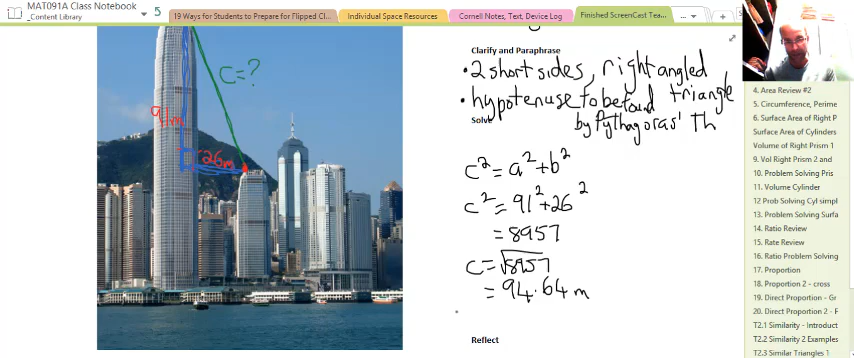 MAT091A Class Notebook
_Content Library
5
19 Ways for Students to Prepare for Flipped Cl...
Individual Space Resources
Cornell Notes, Text, Device Log
Finished ScreenCast Tea...
...
C=?
91m
26m
Clarify and Paraphrase
• 2 short sides, right angled
• hypotenuse to be found triangle
by Pythagoras' Th
Solve
c² = a² + b²
c² = 91² + 26²
= 8957
c = √8957
= 94.64 m
Reflect
4. Area Review #2
5. Circumference, Perime
6. Surface Area of Right P
Surface Area of Cylinders
Volume of Right Prism 1
9. Vol Right Prism 2 and
10. Problem Solving Pris
11. Volume Cylinder
12 Prob Solving Cyl simpl
13. Problem Solving Surfa
14. Ratio Review
15. Rate Review
16. Ratio Problem Solving
17. Proportion
18. Proportion 2 - cross
19. Direct Proportion - Gr
20. Direct Proportion 2 - F
T2.1 Similarity - Introduct
T2.2 Similarity 2 Examples
T2.3 Similar Triangles 1